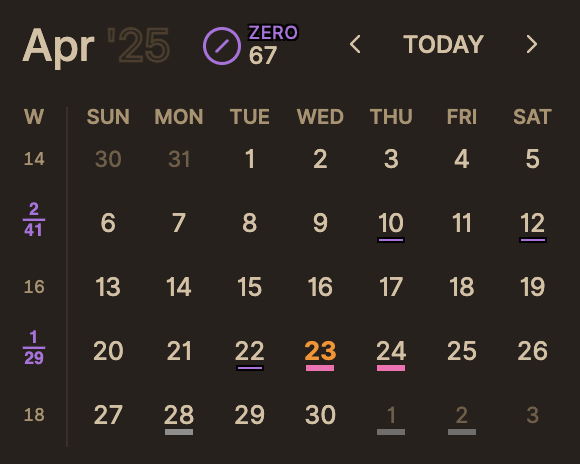 Apr '25 ZERO 67 < TODAY >
W SUN MON TUE WED THU FRI SAT
14 30 31 1 2 3 4 5
2/41 6 7 8 9 10 11 12
16 13 14 15 16 17 18 19
1/29 20 21 22 23 24 25 26
18 27 28 29 30 1 2 3